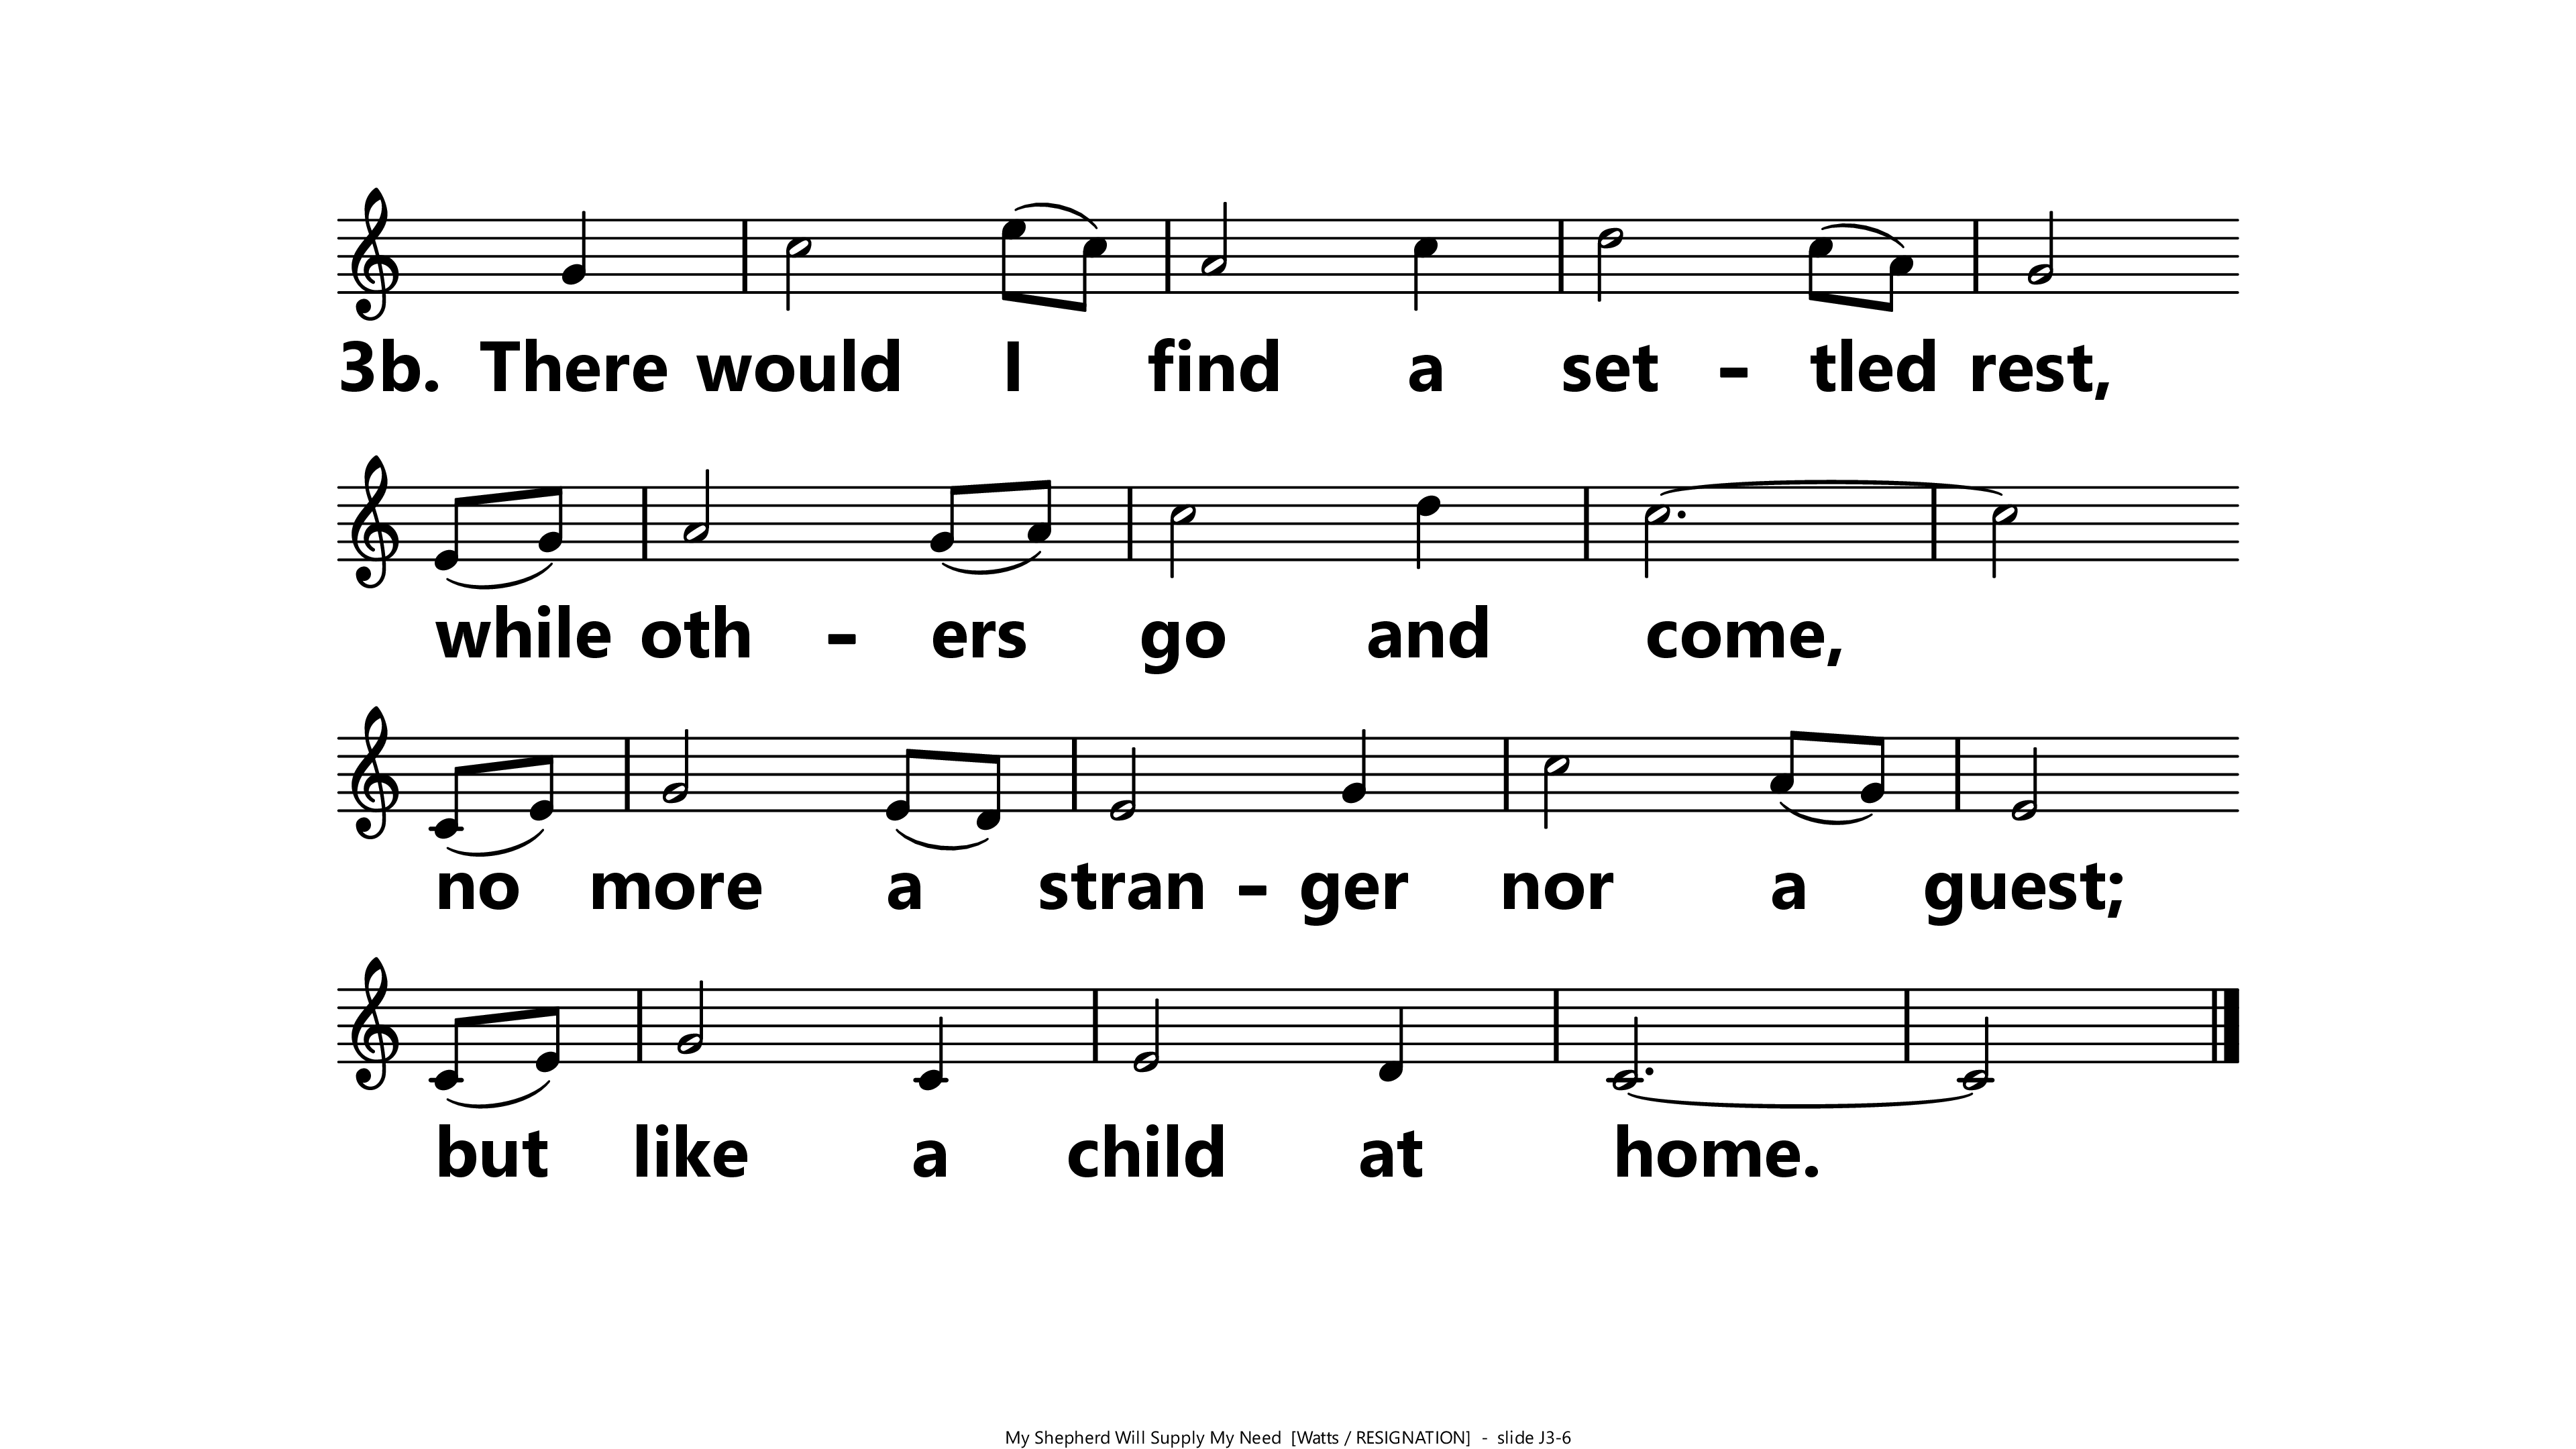 3b. There would I find a set - tled rest,
while oth - ers go and come,
no more a stran - ger nor a guest;
but like a child at home.
My Shepherd Will Supply My Need [Watts / RESIGNATION] - slide J3-6